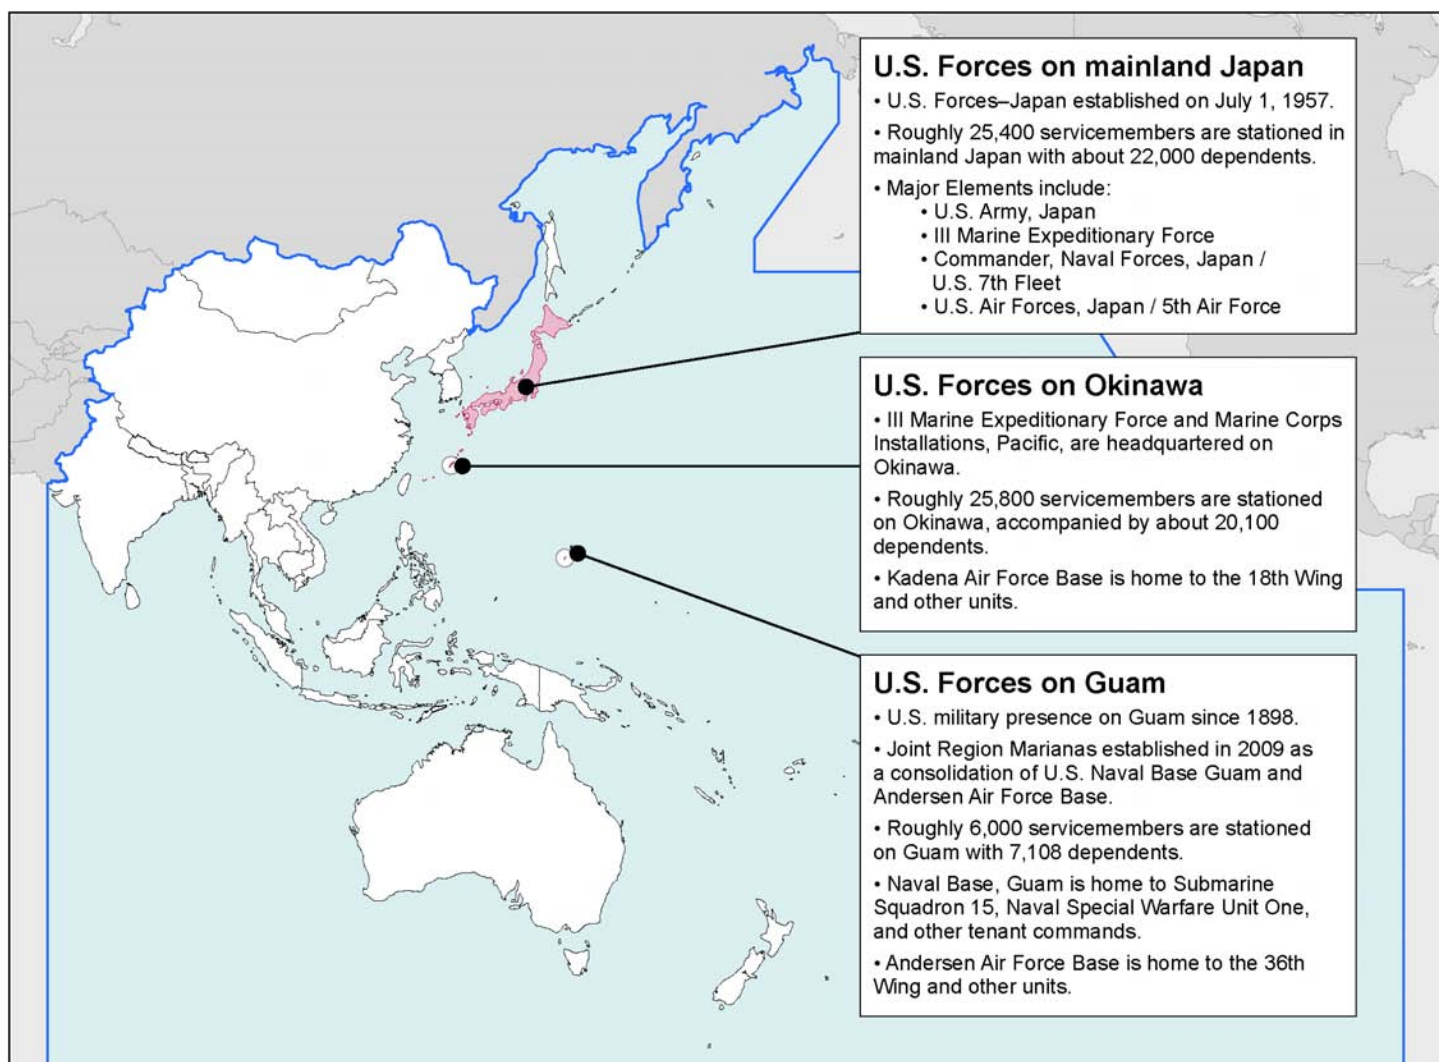 U.S. Forces on mainland Japan
• U.S. Forces–Japan established on July 1, 1957.
• Roughly 25,400 servicemembers are stationed in
mainland Japan with about 22,000 dependents.
• Major Elements include:
• U.S. Army, Japan
• III Marine Expeditionary Force
• Commander, Naval Forces, Japan /
U.S. 7th Fleet
• U.S. Air Forces, Japan / 5th Air Force
U.S. Forces on Okinawa
• III Marine Expeditionary Force and Marine Corps
Installations, Pacific, are headquartered on
Okinawa.
• Roughly 25,800 servicemembers are stationed
on Okinawa, accompanied by about 20,100
dependents.
• Kadena Air Force Base is home to the 18th Wing
and other units.
U.S. Forces on Guam
• U.S. military presence on Guam since 1898.
• Joint Region Marianas established in 2009 as
a consolidation of U.S. Naval Base Guam and
Andersen Air Force Base.
• Roughly 6,000 servicemembers are stationed
on Guam with 7,108 dependents.
• Naval Base, Guam is home to Submarine
Squadron 15, Naval Special Warfare Unit One,
and other tenant commands.
• Andersen Air Force Base is home to the 36th
Wing and other units.